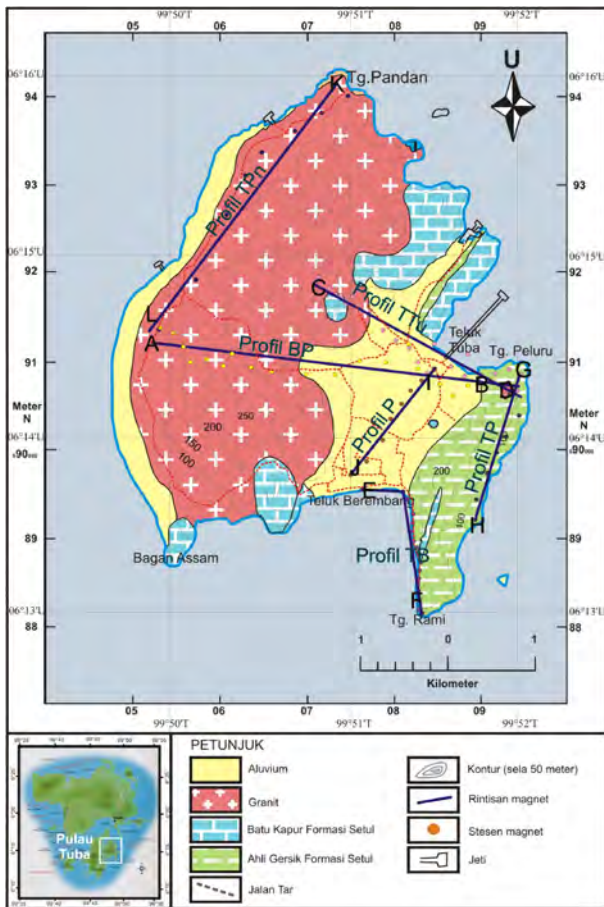 99°50'T 99°51'T 99°52'T
05 06 07 08 09
U
06°16'U 06°16'U
Tg.Pandan
K
94 94
93 93
Profil TPn
06°15'U 06°15'U
92 92
C
Profil TTu
Teluk
Tuba
L
A
Profil BP
Tg. Peluru
G
91 91
I
B
D
Meter
N
Meter
N
Profil P
Profil TP
06°14'U 06°14'U
250
200
150
100
200
100
J
E
H
Teluk Berembang
89 89
Bagan Assam
Profil TB
F
06°13'U 06°13'U
Tg. Rami
88 88
1 0 1
Kilometer
05 06 07 08 09
99°50'T 99°51'T 99°52'T
PETUNJUK
Aluvium
Granit
Batu Kapur Formasi Setul
Ahli Gersik Formasi Setul
Jalan Tar
Kontur (sela 50 meter)
Rintisan magnet
Stesen magnet
Jeti
Pulau
Tuba